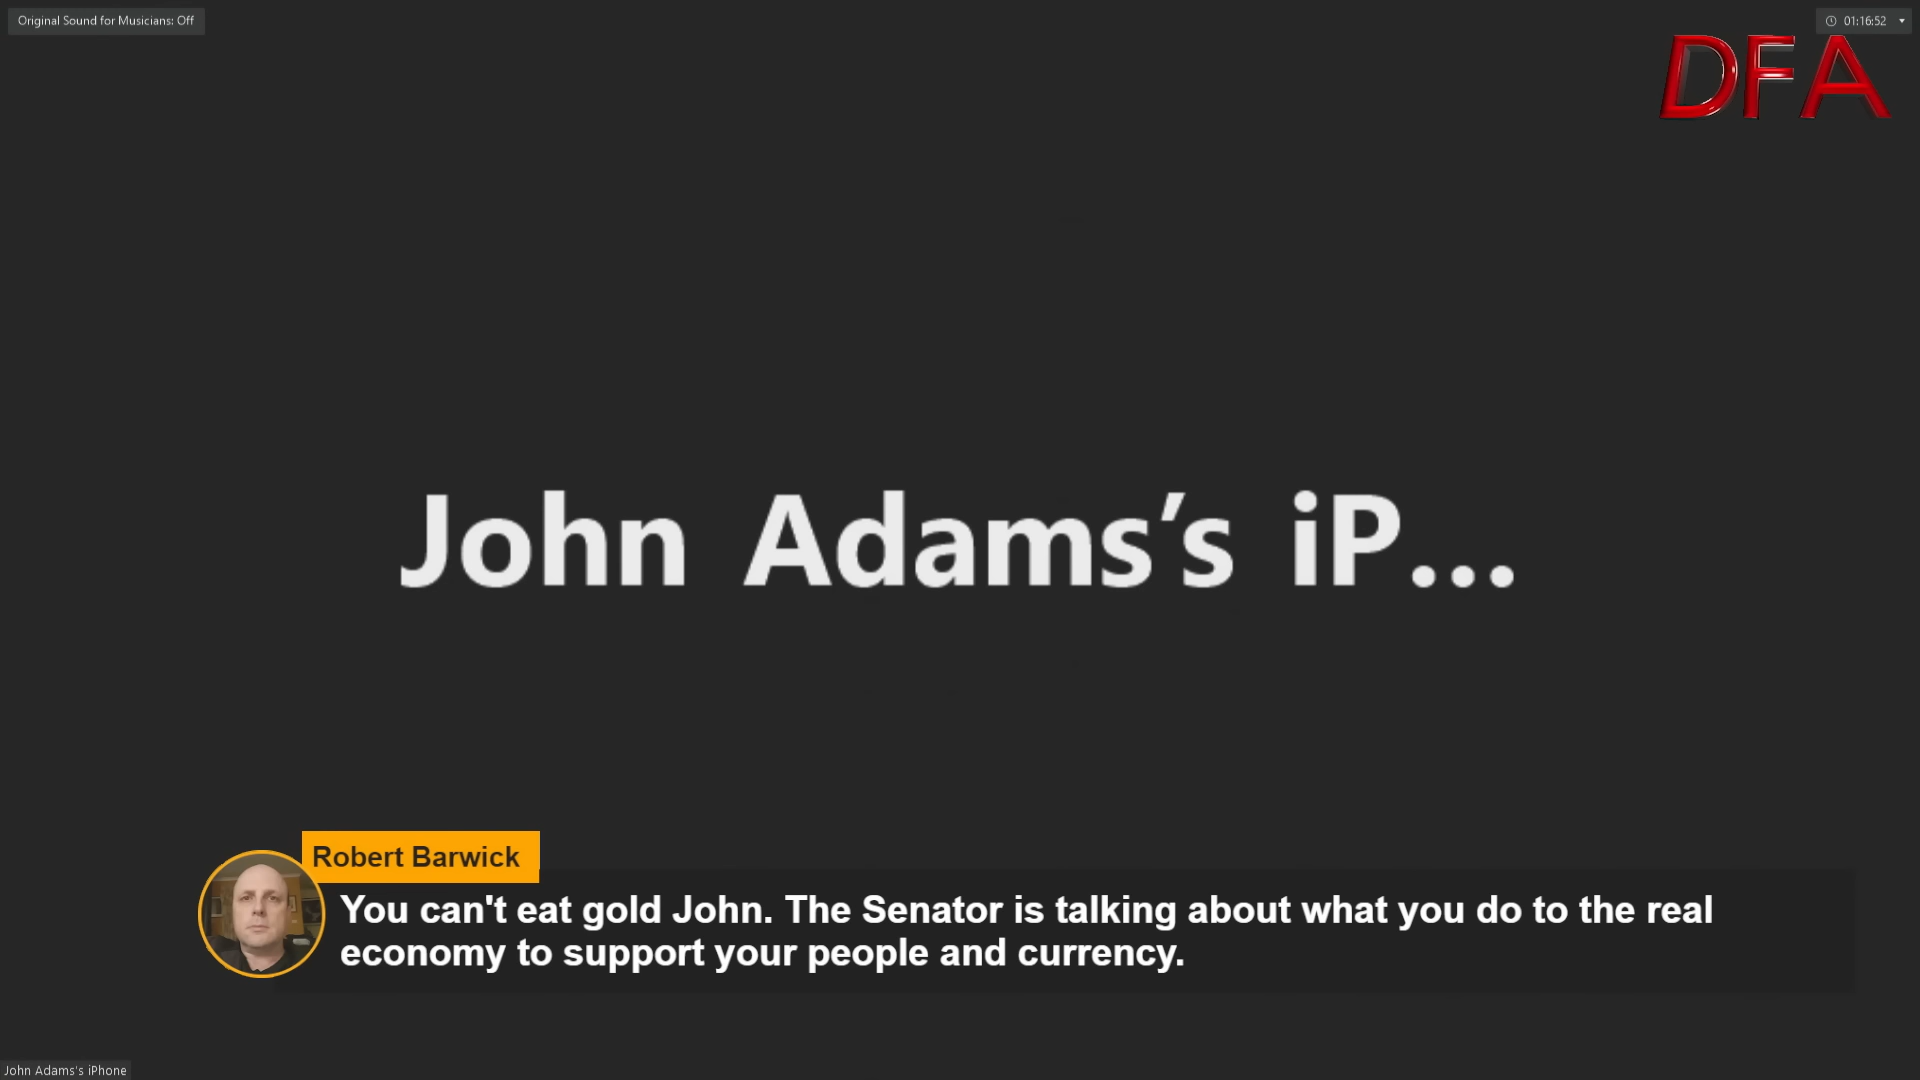 Original Sound for Musicians: Off
01:16:52
DFA
John Adams’s iP...
Robert Barwick
You can't eat gold John. The Senator is talking about what you do to the real
economy to support your people and currency.
John Adams’s iPhone